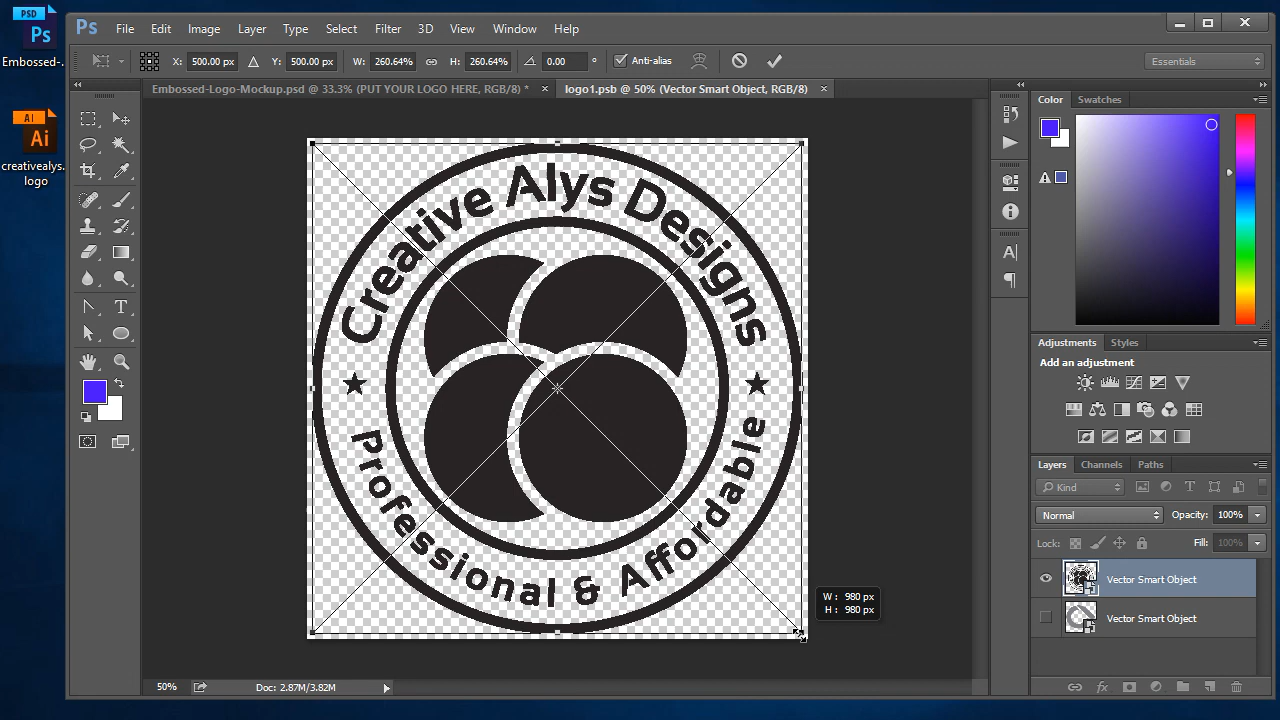 PSD
Ps
Embossed-...
AI
Ai
creativealys...
logo
Ps File Edit Image Layer Type Select Filter 3D View Window Help
X: 500.00 px Y: 500.00 px W: 260.64% H: 260.64% 0.00 ° Anti-alias Essentials
Embossed-Logo-Mockup.psd @ 33.3% (PUT YOUR LOGO HERE, RGB/8) * × logo1.psb @ 50% (Vector Smart Object, RGB/8) ×
Creative Alys Designs
Professional & Affordable
W : 980 px
H : 980 px
50% Doc: 2.87M/3.82M
Color Swatches
Adjustments Styles
Add an adjustment
Layers Channels Paths
Kind
Normal Opacity: 100%
Lock: Fill: 100%
Vector Smart Object
Vector Smart Object